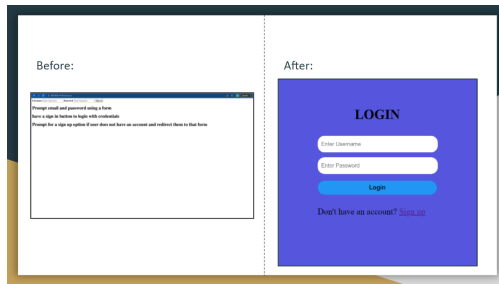 Before:
Prompt email and password using a form
have a sign in button to login with credentials
Prompt for a sign up option if user does not have an account and redirect them to that form
After:
LOGIN
Enter Username
Enter Password
Login
Don't have an account? Sign up